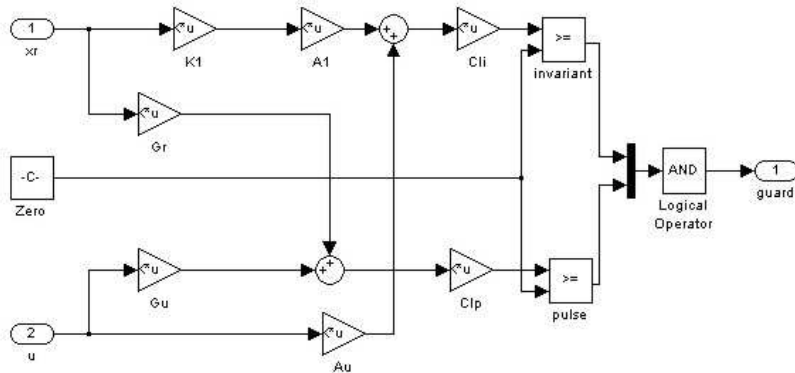 1
xr
u
K1
u
A1
+
+
u
Cli
>=
invariant
u
Gr
-C-
Zero
AND
Logical
Operator
1
guard
u
Gu
+
+
u
Clp
>=
pulse
2
u
u
Au